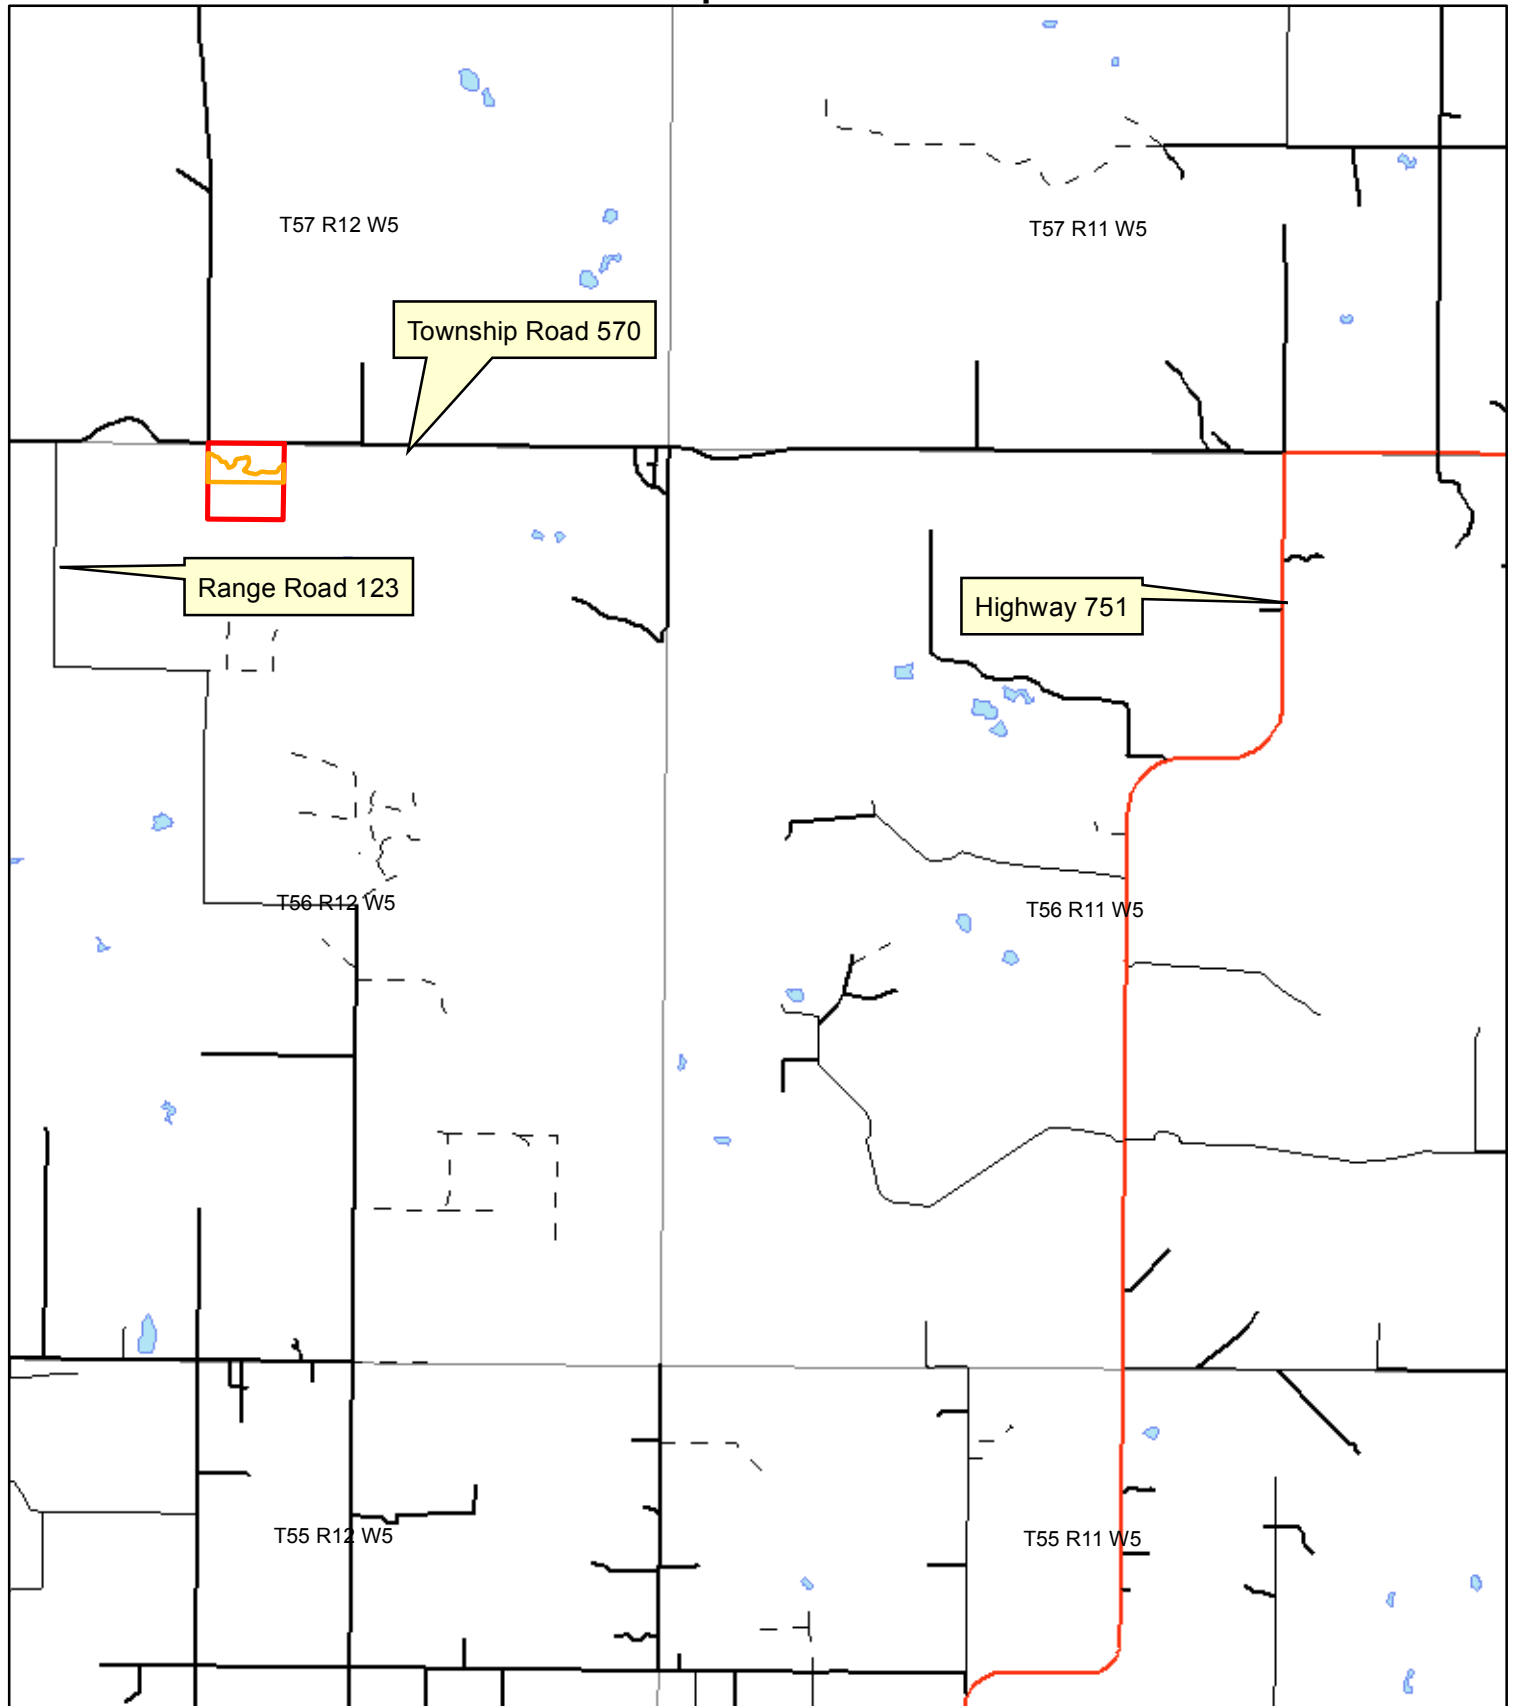 T57 R12 W5
T57 R11 W5
Township Road 570
Range Road 123
Highway 751
T56 R12 W5
T56 R11 W5
T55 R12 W5
T55 R11 W5